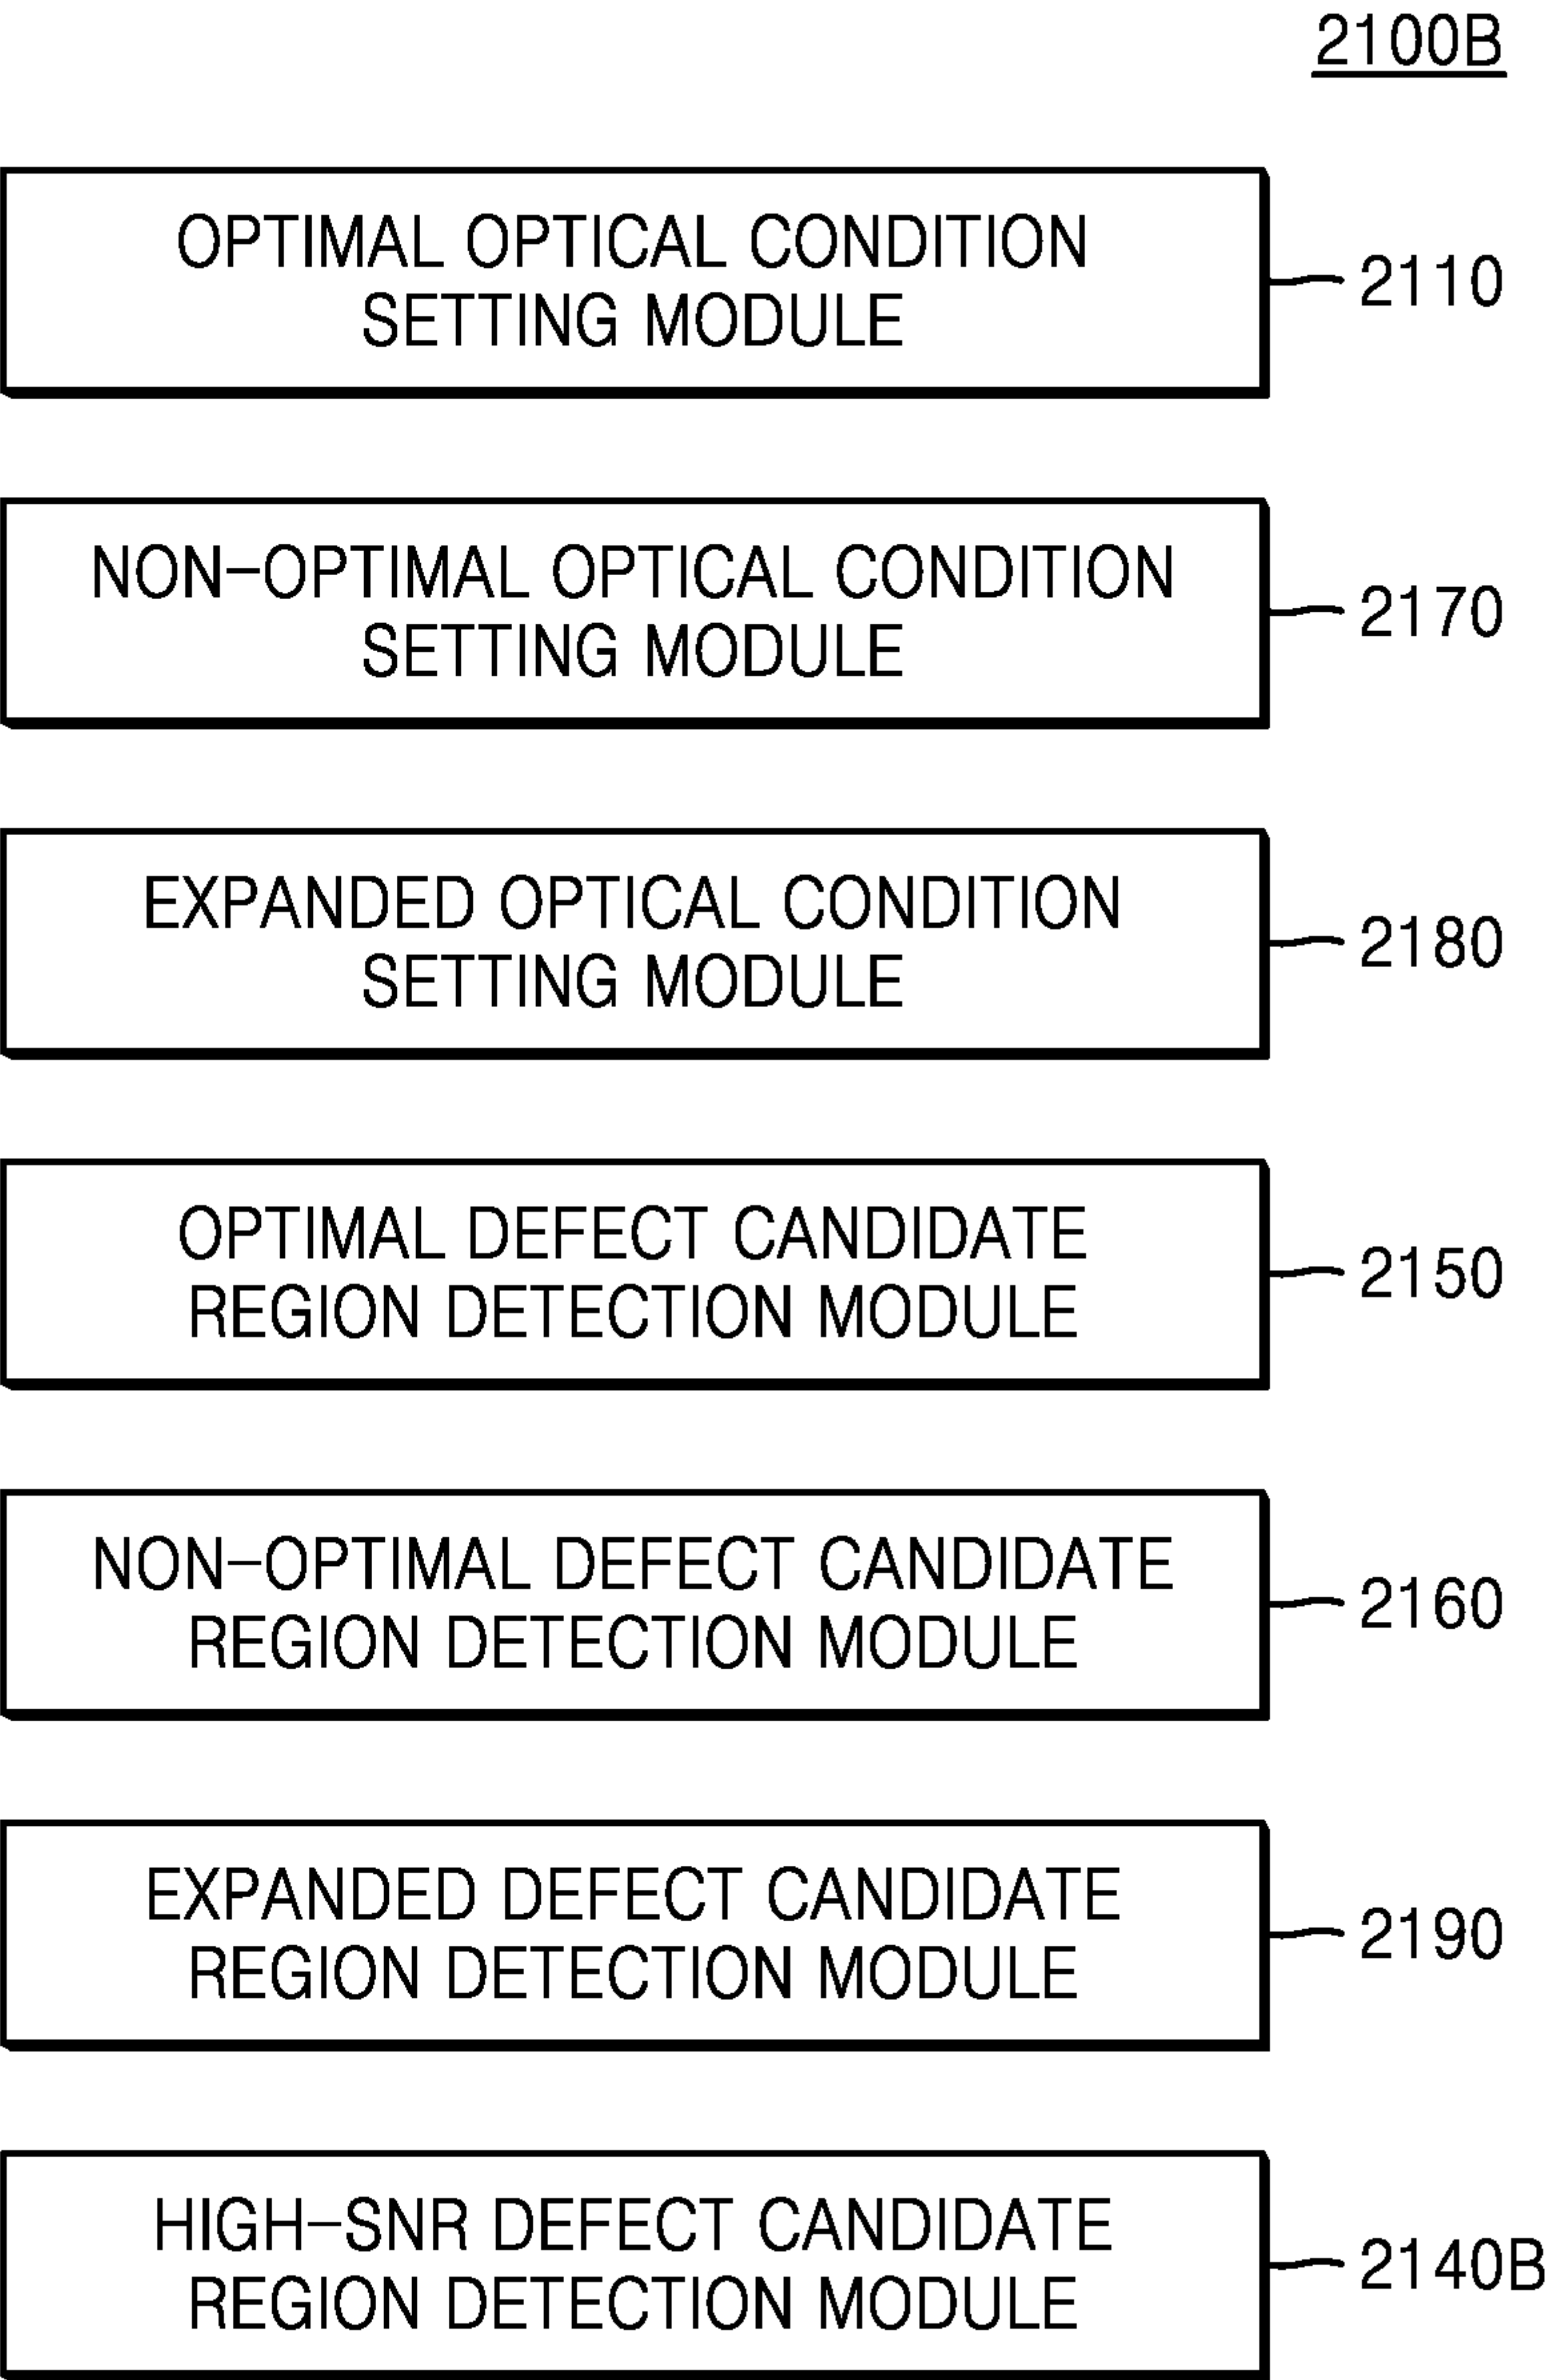 2100B
OPTIMAL OPTICAL CONDITION
SETTING MODULE
2110
NON-OPTIMAL OPTICAL CONDITION
SETTING MODULE
2170
EXPANDED OPTICAL CONDITION
SETTING MODULE
2180
OPTIMAL DEFECT CANDIDATE
REGION DETECTION MODULE
2150
NON-OPTIMAL DEFECT CANDIDATE
REGION DETECTION MODULE
2160
EXPANDED DEFECT CANDIDATE
REGION DETECTION MODULE
2190
HIGH-SNR DEFECT CANDIDATE
REGION DETECTION MODULE
2140B